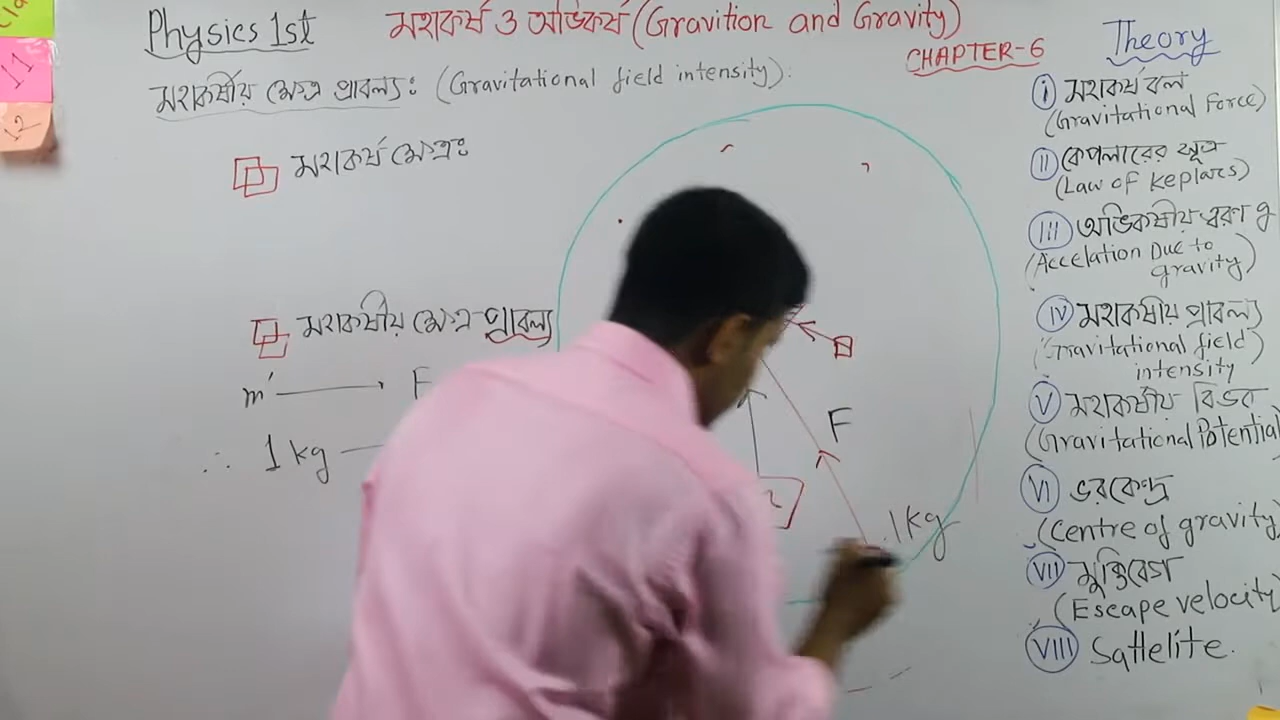 Physics 1st
মহাকর্ষ ও অভিকর্ষ (Gravition and Gravity)
CHAPTER-6
মহাকর্ষীয় ক্ষেত্র প্রাবল্যঃ (Gravitational field intensity):
মহাকর্ষ ক্ষেত্রঃ
মহাকর্ষীয় ক্ষেত্র প্রাবল্য
m' → F
∴ 1 kg
F
1 kg
Theory
i মহাকর্ষ বল
(Gravitational Force)
II কেপলারের সূত্র
(Law of Keplars)
III অভিকর্ষীয় ত্বরণ g
(Accelation Due to
gravity)
IV মহাকর্ষীয় প্রাবল্য
(Gravitational field)
intensity
V মহাকর্ষীয় বিভব
(Gravitational Potential)
VI ভরকেন্দ্র
(Centre of gravity)
VII মুক্তিবেগ
(Escape velocity)
VIII Sattelite.
11
12